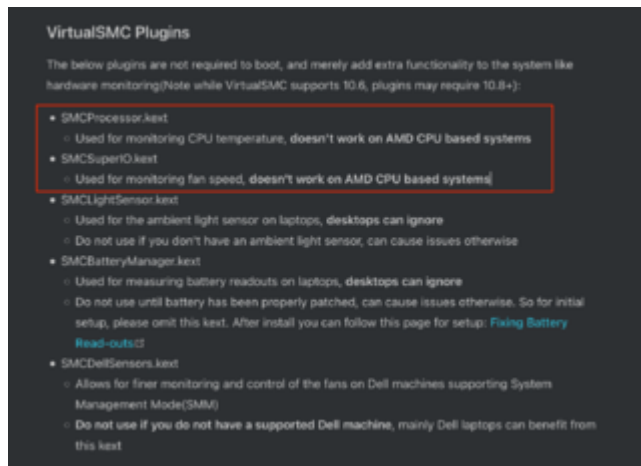 VirtualSMC Plugins
The below plugins are not required to boot, and merely add extra functionality to the system like
hardware monitoring(Note while VirtualSMC supports 10.6, plugins may require 10.8+):
• SMCProcessor.kext
○ Used for monitoring CPU temperature, doesn't work on AMD CPU based systems
• SMCSuperIO.kext
○ Used for monitoring fan speed, doesn't work on AMD CPU based systems
• SMCLightSensor.kext
○ Used for the ambient light sensor on laptops, desktops can ignore
○ Do not use if you don't have an ambient light sensor, can cause issues otherwise
• SMCBatteryManager.kext
○ Used for measuring battery readouts on laptops, desktops can ignore
○ Do not use until battery has been properly patched, can cause issues otherwise. So for initial
setup, please omit this kext. After install you can follow this page for setup: Fixing Battery
Read-outs
• SMCDellSensors.kext
○ Allows for finer monitoring and control of the fans on Dell machines supporting System
Management Mode(SMM)
○ Do not use if you do not have a supported Dell machine, mainly Dell laptops can benefit from
this kext